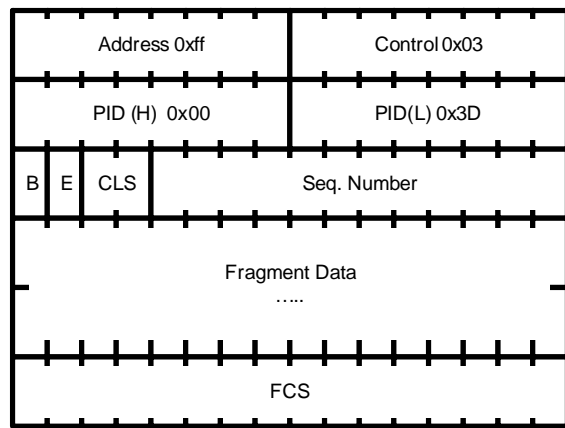 Address 0xff
Control 0x03
PID (H) 0x00
PID(L) 0x3D
B
E
CLS
Seq. Number
Fragment Data
.....
FCS